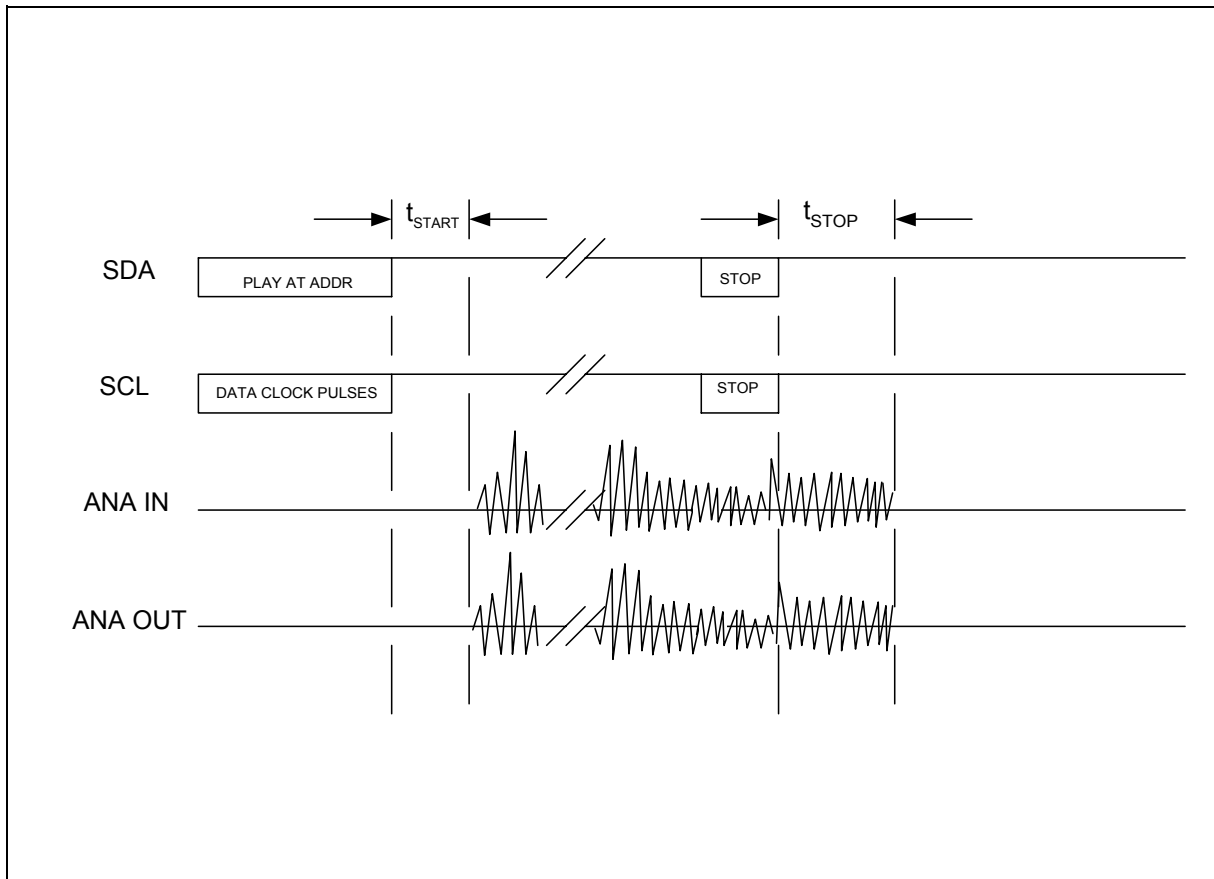 tSTART
tSTOP
SDA
PLAY AT ADDR
STOP
SCL
DATA CLOCK PULSES
STOP
ANA IN
ANA OUT